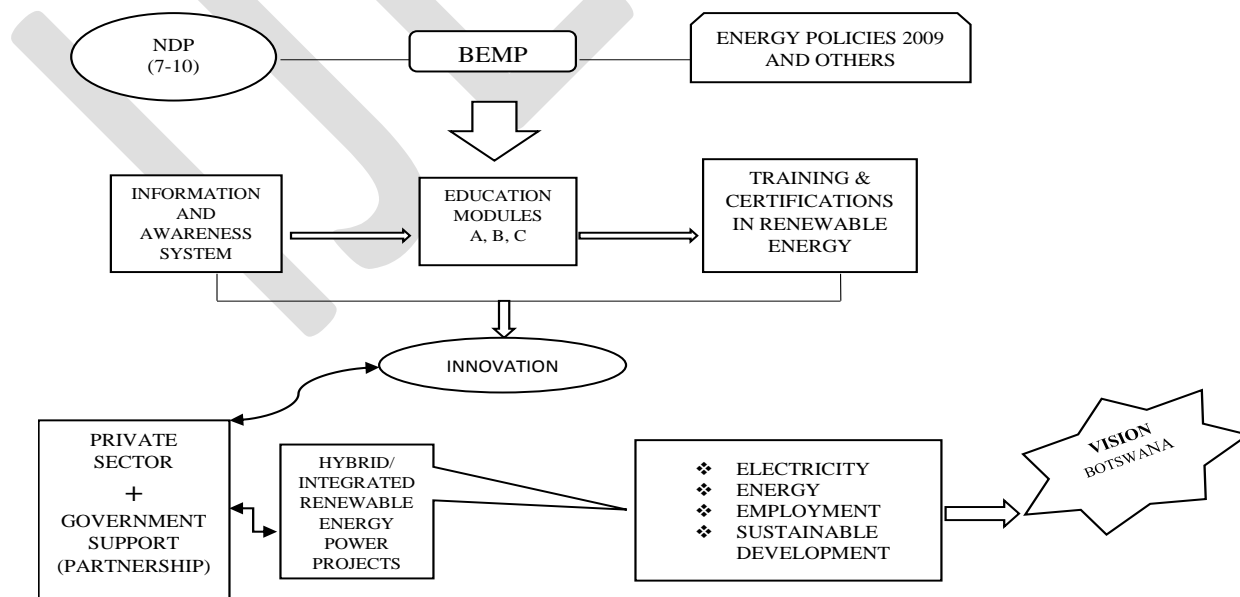 NDP
(7-10)
BEMP
ENERGY POLICIES 2009
AND OTHERS
INFORMATION
AND
AWARENESS
SYSTEM
EDUCATION
MODULES
A, B, C
TRAINING &
CERTIFICATIONS
IN RENEWABLE
ENERGY
INNOVATION
PRIVATE
SECTOR
+
GOVERNMENT
SUPPORT
(PARTNERSHIP)
HYBRID/
INTEGRATED
RENEWABLE
ENERGY
POWER
PROJECTS
❖ ELECTRICITY
❖ ENERGY
❖ EMPLOYMENT
❖ SUSTAINABLE
DEVELOPMENT
VISION
BOTSWANA